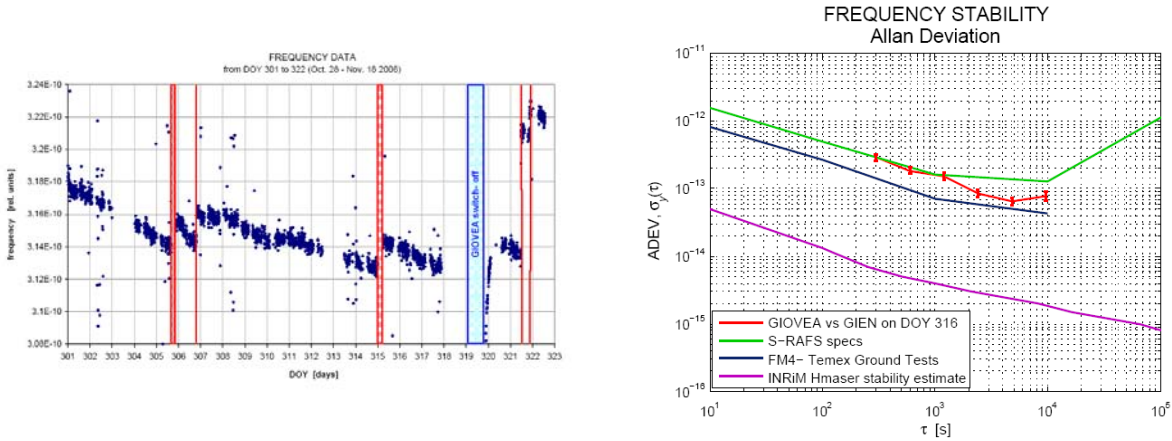 FREQUENCY DATA
from DOY 301 to 322 (Oct. 28 - Nov. 18 2006)
3.24E-10
3.22E-10
3.20E-10
3.18E-10
3.16E-10
3.14E-10
3.12E-10
3.10E-10
3.08E-10
frequency [rel. units]
GIOVEA switch- off
301 302 303 304 305 306 307 308 309 310 311 312 313 314 315 316 317 318 319 320 321 322 323
DOY [days]
FREQUENCY STABILITY
Allan Deviation
10⁻¹¹
10⁻¹²
10⁻¹³
10⁻¹⁴
10⁻¹⁵
10⁻¹⁶
ADEV, σy(τ)
GIOVEA vs GIEN on DOY 316
S-RAFS specs
FM4- Temex Ground Tests
INRiM Hmaser stability estimate
10¹ 10² 10³ 10⁴ 10⁵
τ [s]